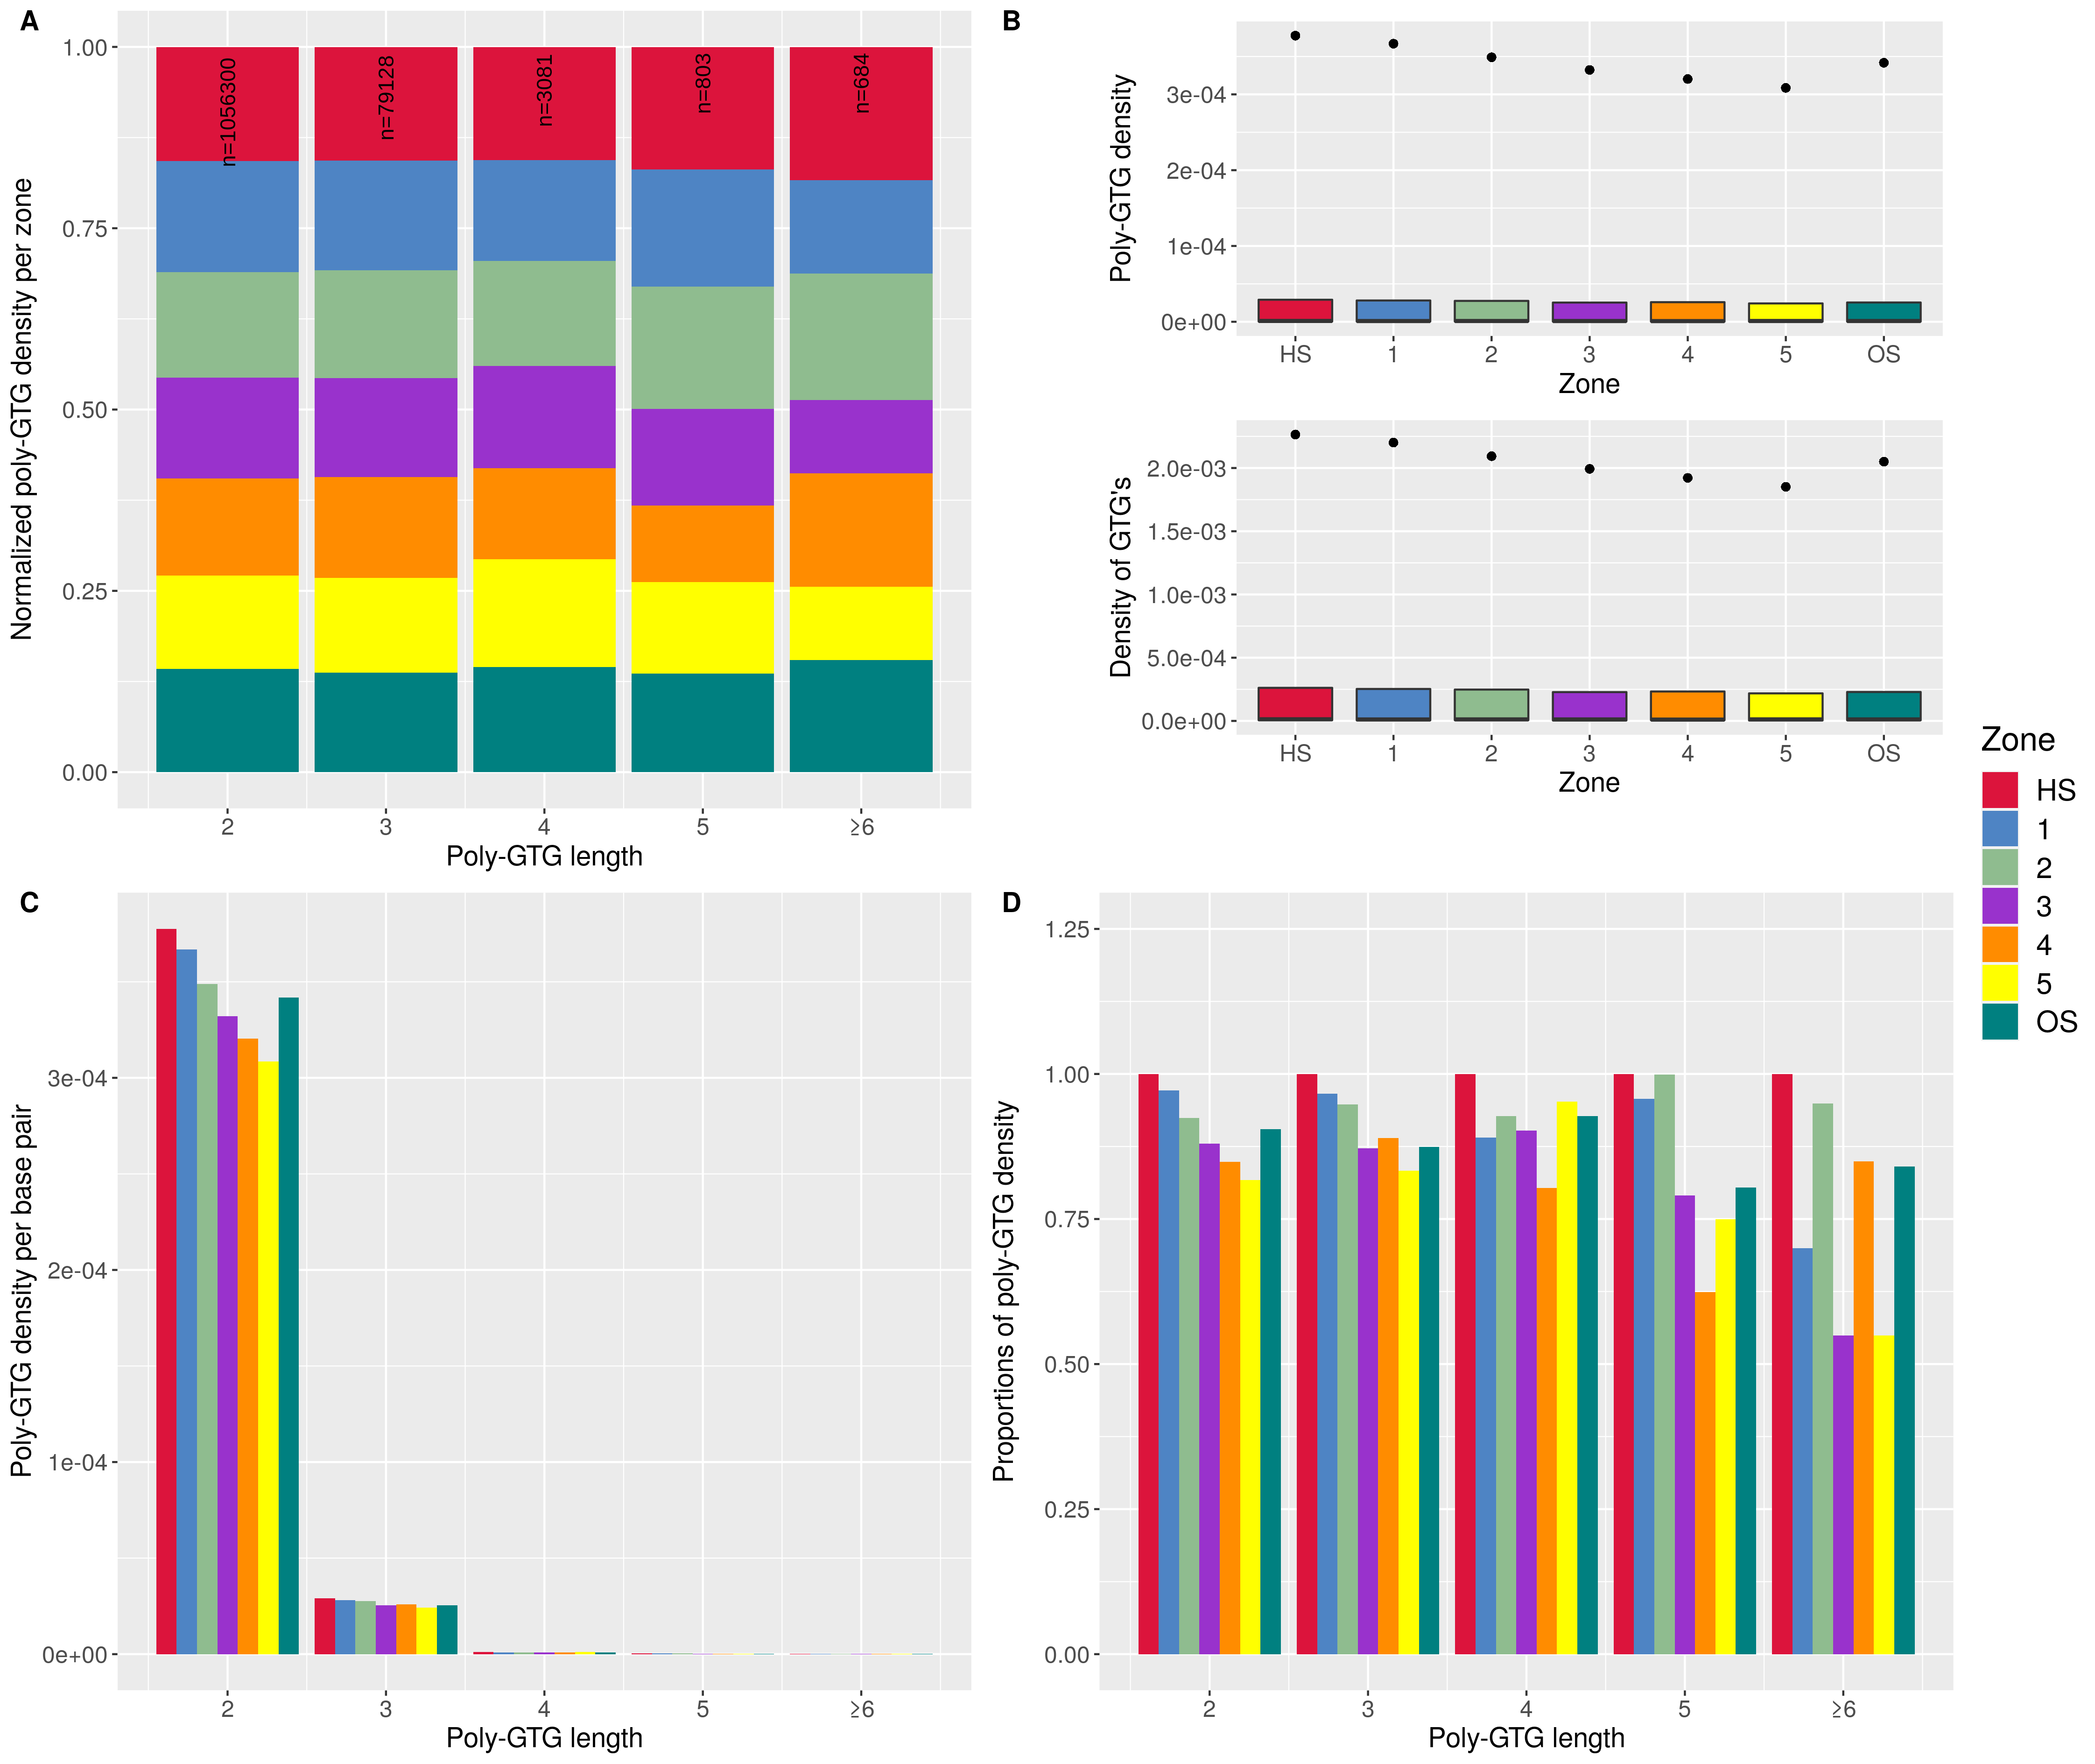 A
Normalized poly-GTG density per zone
1.00
0.75
0.50
0.25
0.00
n=1056300
n=79128
n=3081
n=803
n=684
2 3 4 5 ≥6
Poly-GTG length
B
Poly-GTG density
3e-04
2e-04
1e-04
0e+00
HS 1 2 3 4 5 OS
Zone
Density of GTG's
2.0e-03
1.5e-03
1.0e-03
5.0e-04
0.0e+00
HS 1 2 3 4 5 OS
Zone
Zone
HS
1
2
3
4
5
OS
C
Poly-GTG density per base pair
3e-04
2e-04
1e-04
0e+00
2 3 4 5 ≥6
Poly-GTG length
D
Proportions of poly-GTG density
1.25
1.00
0.75
0.50
0.25
0.00
2 3 4 5 ≥6
Poly-GTG length